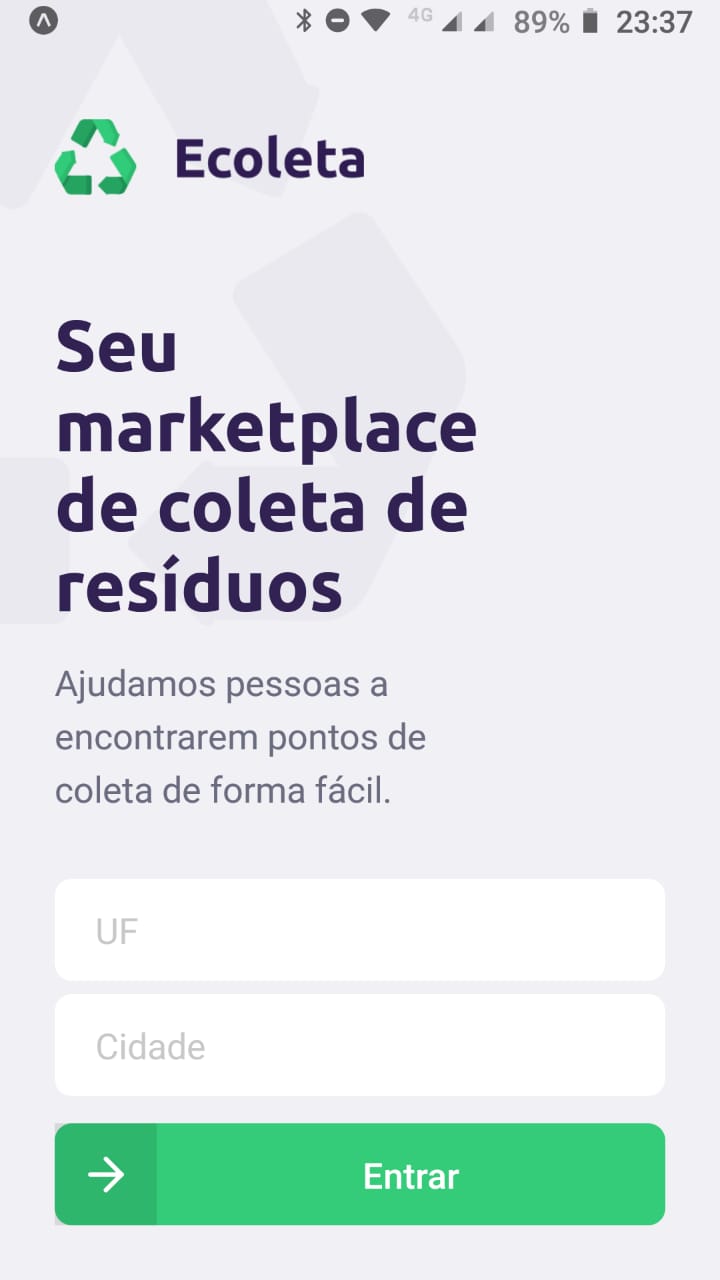 4G 89% 23:37
Ecoleta
Seu
marketplace
de coleta de
resíduos
Ajudamos pessoas a
encontrarem pontos de
coleta de forma fácil.
UF
Cidade
Entrar